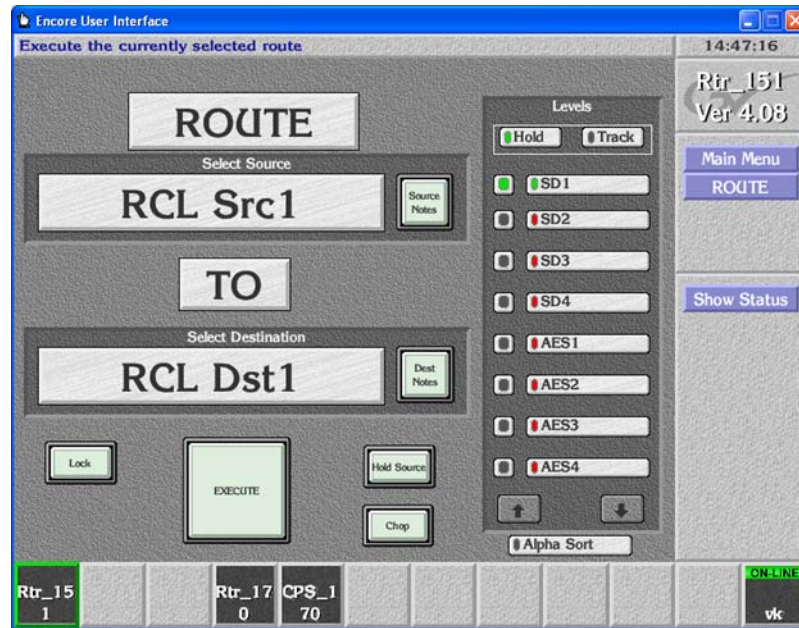 Encore User Interface
Execute the currently selected route
14:47:16
Rtr_151
Ver 4.08
Main Menu
ROUTE
Show Status
ROUTE
Select Source
RCL Src1
Source
Notes
TO
Select Destination
RCL Dst1
Dest
Notes
Lock
EXECUTE
Hold Source
Chop
Levels
Hold
Track
SD1
SD2
SD3
SD4
AES1
AES2
AES3
AES4
Alpha Sort
Rtr_15
1
Rtr_17
0
CPS_1
70
ON-LINE
vk